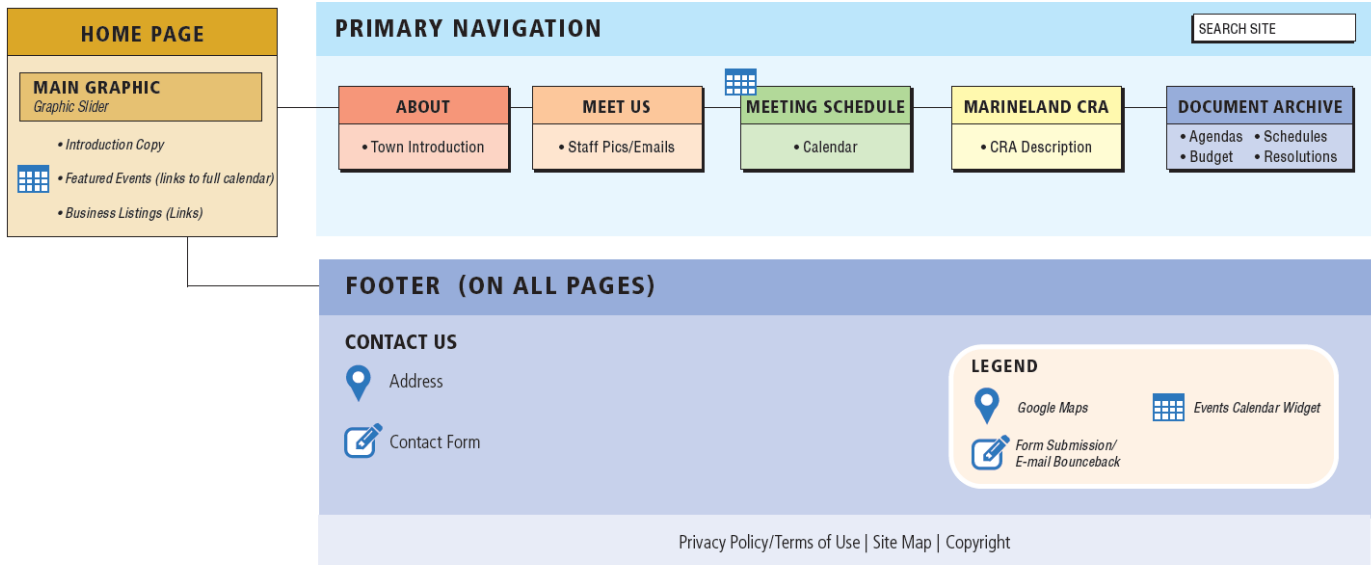 HOME PAGE
MAIN GRAPHIC
Graphic Slider
• Introduction Copy
• Featured Events (links to full calendar)
• Business Listings (Links)
PRIMARY NAVIGATION
SEARCH SITE
ABOUT
• Town Introduction
MEET US
• Staff Pics/Emails
MEETING SCHEDULE
• Calendar
MARINELAND CRA
• CRA Description
DOCUMENT ARCHIVE
• Agendas • Schedules
• Budget • Resolutions
FOOTER (ON ALL PAGES)
CONTACT US
Address
Contact Form
LEGEND
Google Maps
Events Calendar Widget
Form Submission/
E-mail Bounceback
Privacy Policy/Terms of Use | Site Map | Copyright